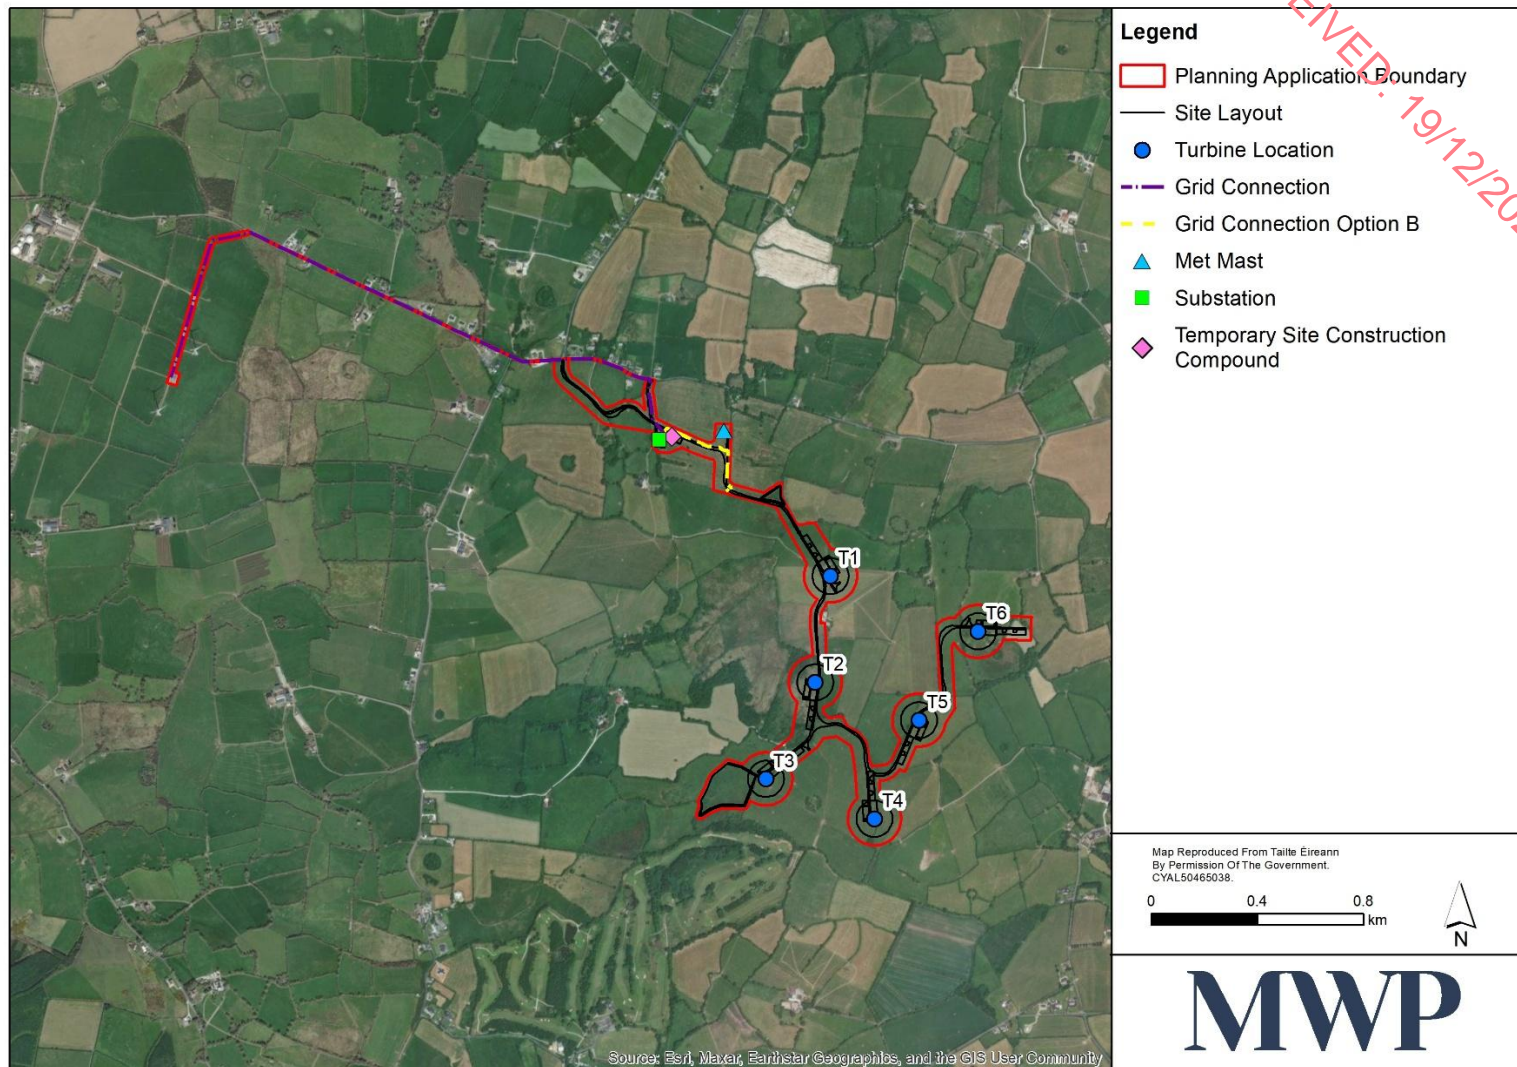 Legend
Planning Application Boundary
Site Layout
Turbine Location
Grid Connection
Grid Connection Option B
Met Mast
Substation
Temporary Site Construction
Compound
T1
T6
T2
T5
T3
T4
Map Reproduced From Tailte Éireann
By Permission Of The Government.
CYAL50465038.
0 0.4 0.8
km
N
MWP
Source: Esri, Maxar, Earthstar Geographics, and the GIS User Community